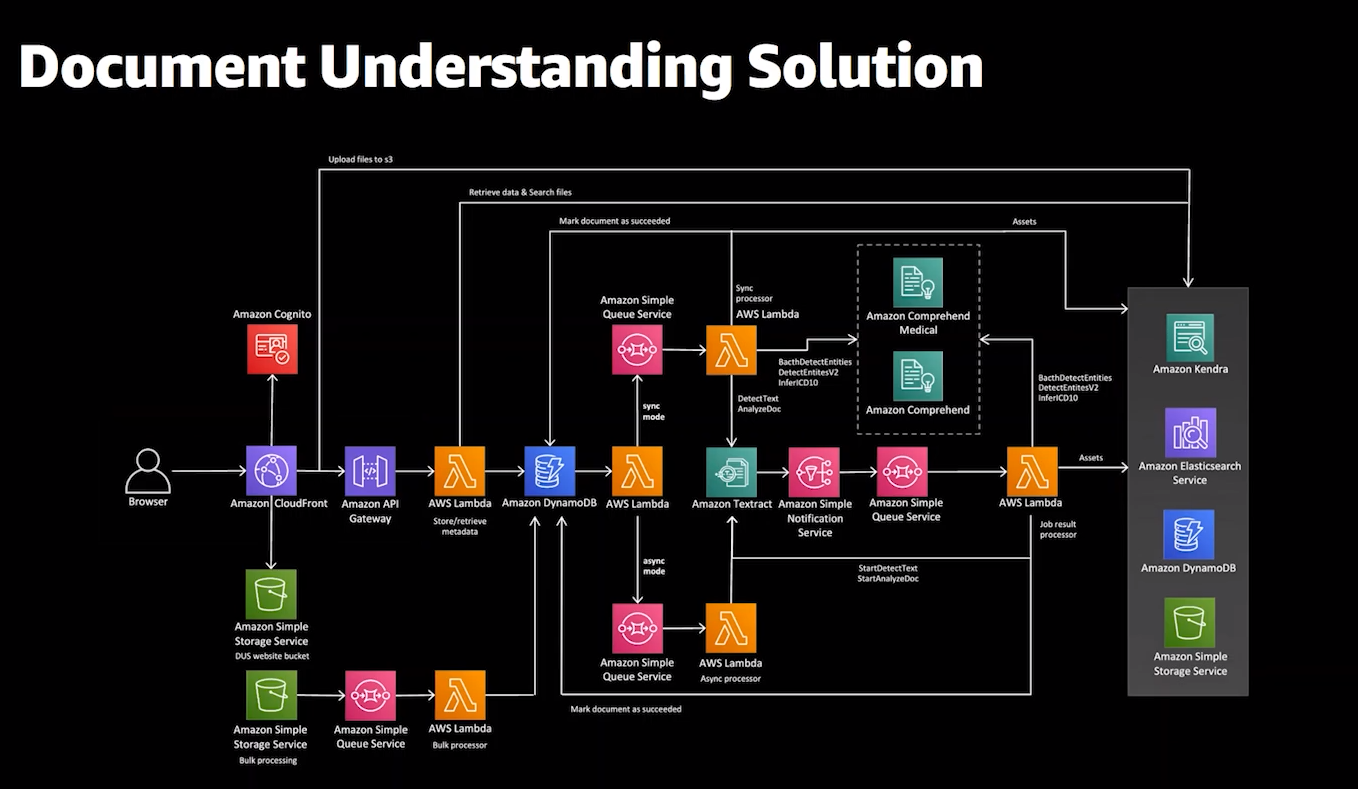 Document Understanding Solution
Upload files to s3
Retrieve data & Search files
Mark document as succeeded
Assets
Sync
processor
AWS Lambda
Amazon Simple
Queue Service
Amazon Cognito
Amazon Comprehend
Medical
Amazon Comprehend
BacthDetectEntities
DetectEntitesV2
InferICD10
DetectText
AnalyzeDoc
BacthDetectEntities
DetectEntitesV2
InferICD10
sync
mode
Browser
Amazon CloudFront
Amazon API
Gateway
AWS Lambda
Store/retrieve
metadata
Amazon DynamoDB
AWS Lambda
Amazon Textract
Amazon Simple
Notification
Service
Amazon Simple
Queue Service
AWS Lambda
Job result
processor
Assets
Amazon Kendra
Amazon Elasticsearch
Service
Amazon DynamoDB
Amazon Simple
Storage Service
async
mode
StartDetectText
StartAnalyzeDoc
Amazon Simple
Storage Service
DUS website bucket
Amazon Simple
Queue Service
AWS Lambda
Async processor
Mark document as succeeded
Amazon Simple
Storage Service
Bulk processing
Amazon Simple
Queue Service
AWS Lambda
Bulk processor